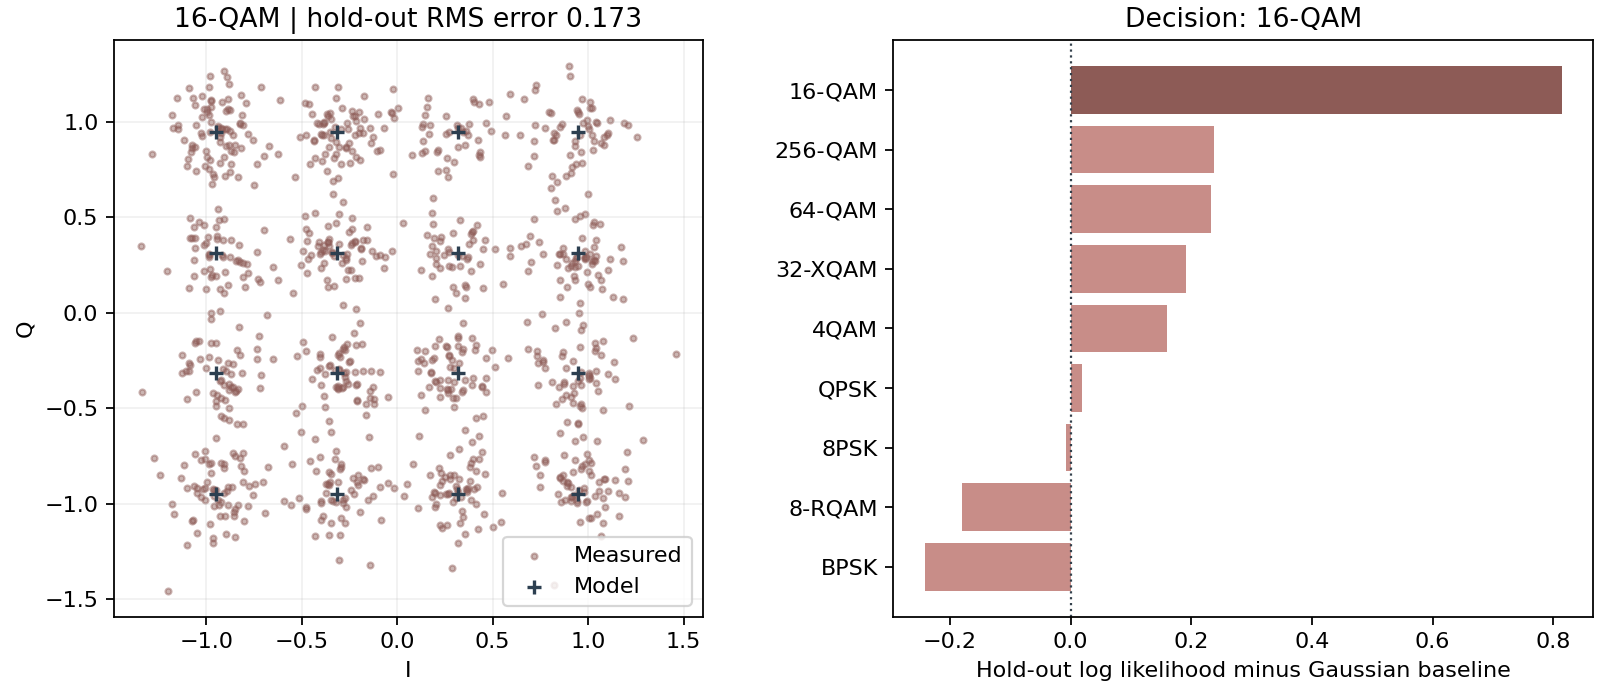 16-QAM | hold-out RMS error 0.173
Q
1.0
0.5
0.0
−0.5
−1.0
−1.5
−1.0
−0.5
0.0
0.5
1.0
1.5
I
Measured
Model
Decision: 16-QAM
16-QAM
256-QAM
64-QAM
32-XQAM
4QAM
QPSK
8PSK
8-RQAM
BPSK
−0.2
0.0
0.2
0.4
0.6
0.8
Hold-out log likelihood minus Gaussian baseline